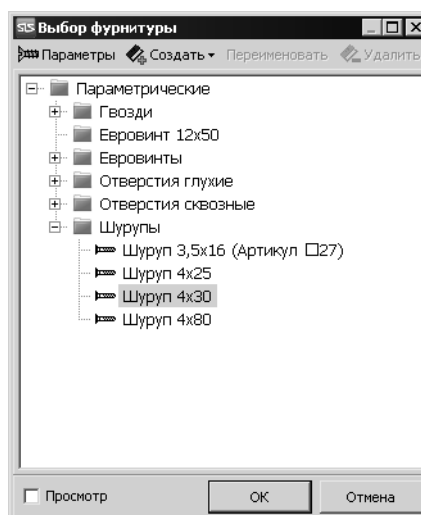 SLS Выбор фурнитуры
Параметры Создать Переименовать Удалить
Параметрические
Гвозди
Евровинт 12x50
Евровинты
Отверстия глухие
Отверстия сквозные
Шурупы
Шуруп 3,5x16 (Артикул □27)
Шуруп 4x25
Шуруп 4x30
Шуруп 4x80
Просмотр ОК Отмена